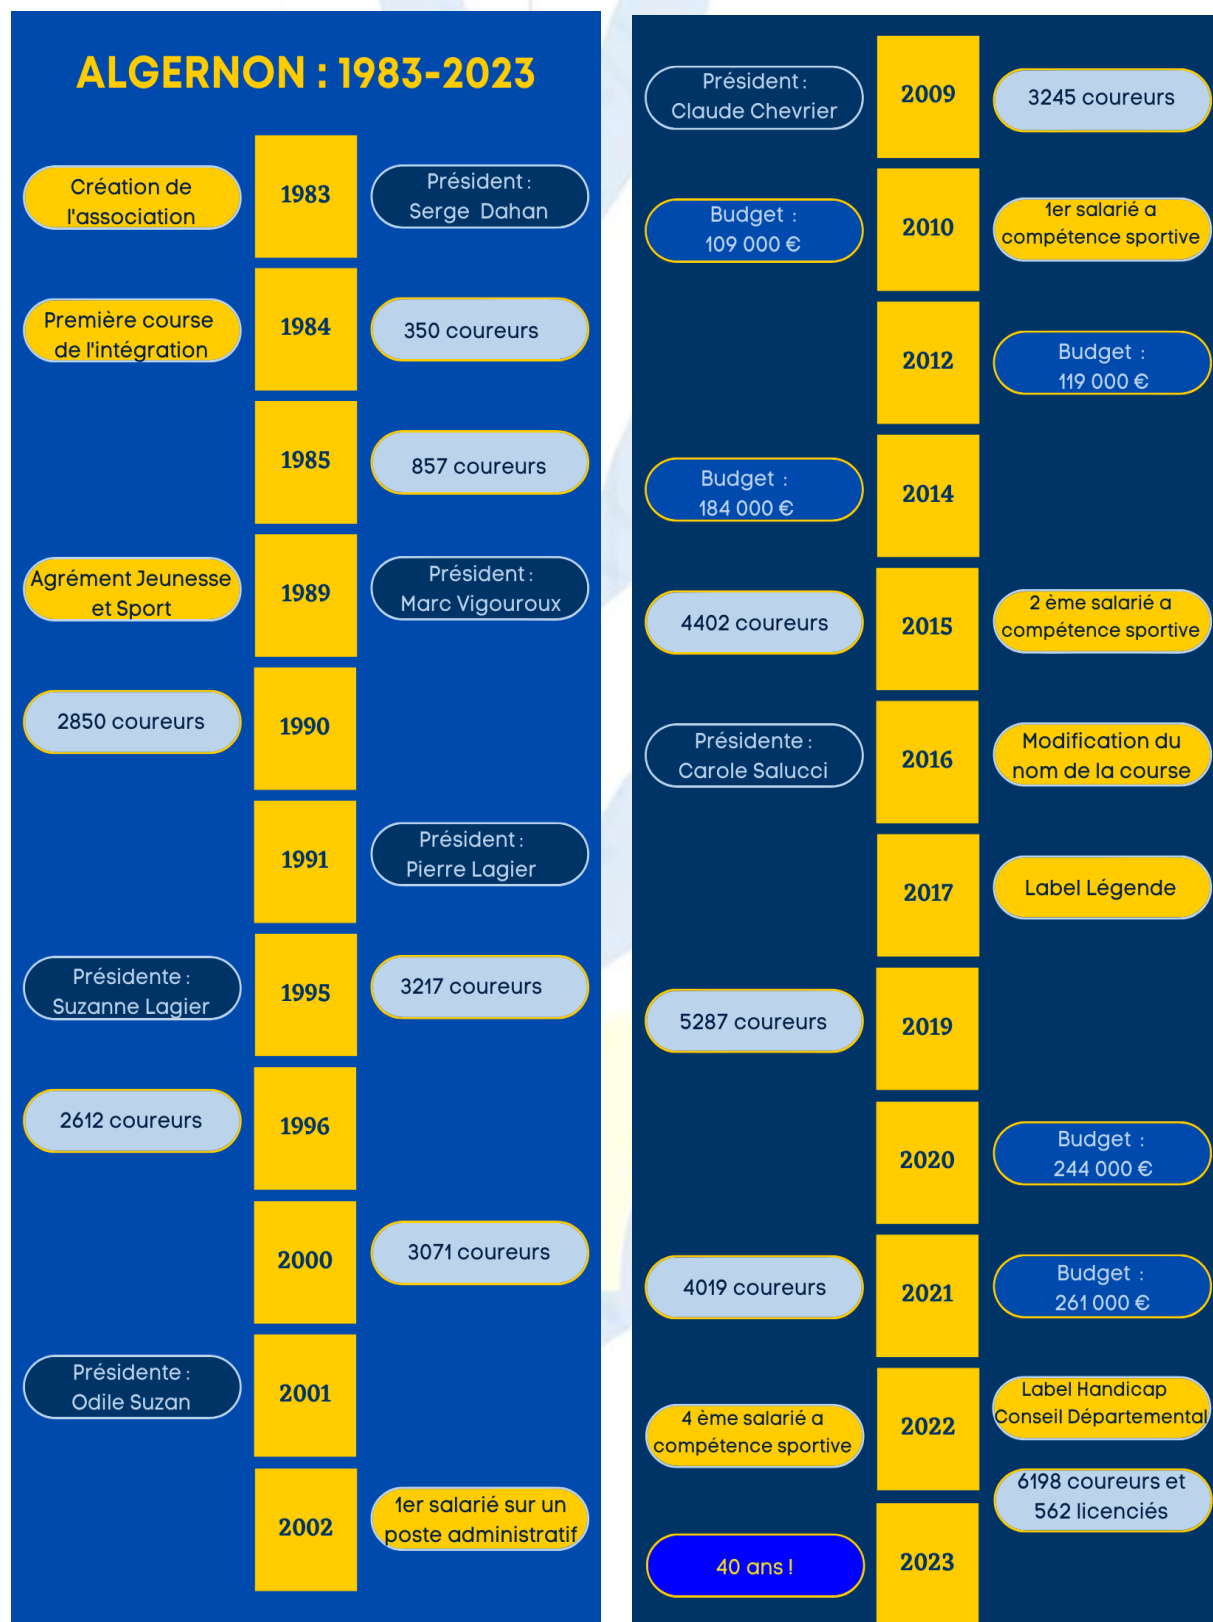 ALGERNON : 1983-2023
Création de
l'association
1983
Président :
Serge Dahan
Première course
de l'intégration
1984
350 coureurs
1985
857 coureurs
Agrément Jeunesse
et Sport
1989
Président :
Marc Vigouroux
2850 coureurs
1990
1991
Président :
Pierre Lagier
Présidente :
Suzanne Lagier
1995
3217 coureurs
2612 coureurs
1996
2000
3071 coureurs
Présidente :
Odile Suzan
2001
2002
1er salarié sur un
poste administratif
Président :
Claude Chevrier
2009
3245 coureurs
Budget :
109 000 €
2010
1er salarié a
compétence sportive
2012
Budget :
119 000 €
Budget :
184 000 €
2014
4402 coureurs
2015
2 ème salarié a
compétence sportive
Présidente :
Carole Salucci
2016
Modification du
nom de la course
2017
Label Légende
5287 coureurs
2019
2020
Budget :
244 000 €
4019 coureurs
2021
Budget :
261 000 €
4 ème salarié a
compétence sportive
2022
Label Handicap
Conseil Départemental
6198 coureurs et
562 licenciés
40 ans !
2023